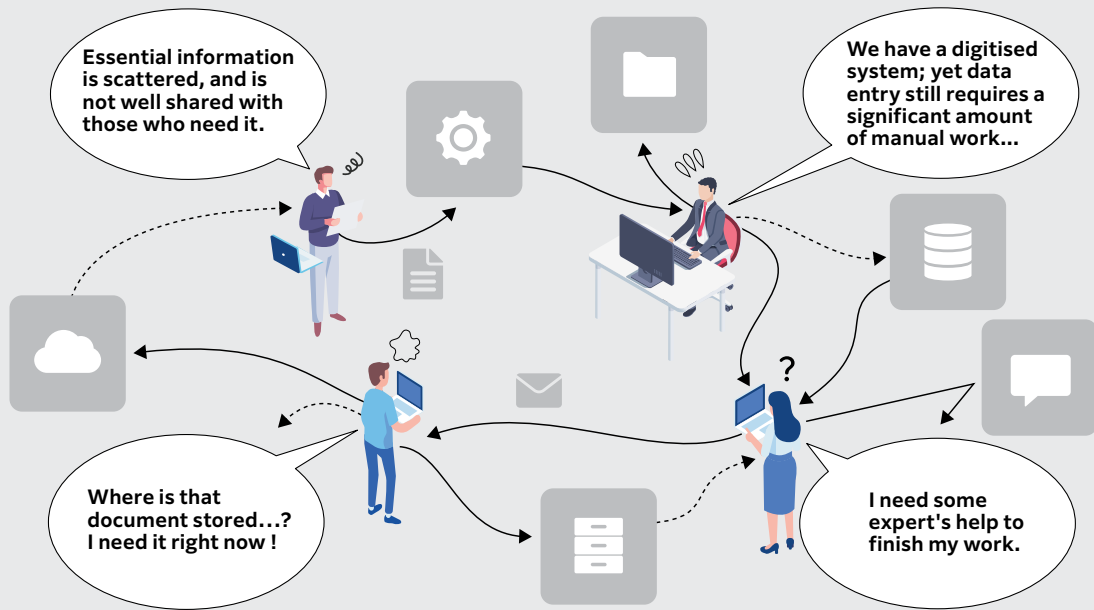 Essential information
is scattered, and is
not well shared with
those who need it.
We have a digitised
system; yet data
entry still requires a
significant amount
of manual work...
?
Where is that
document stored...?
I need it right now !
I need some
expert's help to
finish my work.